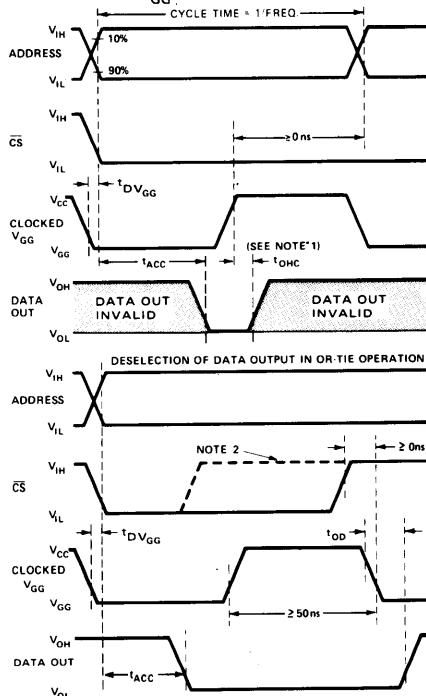 GG.
CYCLE TIME = 1/FREQ.
VIH
10%
ADDRESS
90%
VIL
VIH
≥0 ns
CS
VIL
tDVGG
VCC
CLOCKED
VGG
VGG
(SEE NOTE 1)
tACC
tOHC
VOH
DATA OUT
INVALID
DATA OUT
INVALID
DATA
OUT
VOL
DESELECTION OF DATA OUTPUT IN OR-TIE OPERATION
VIH
ADDRESS
VIL
NOTE 2
≥ 0ns
VIH
CS
VIL
tDVGG
tOD
VCC
CLOCKED
VGG
VGG
≥50ns
VOH
DATA OUT
tACC
VOL